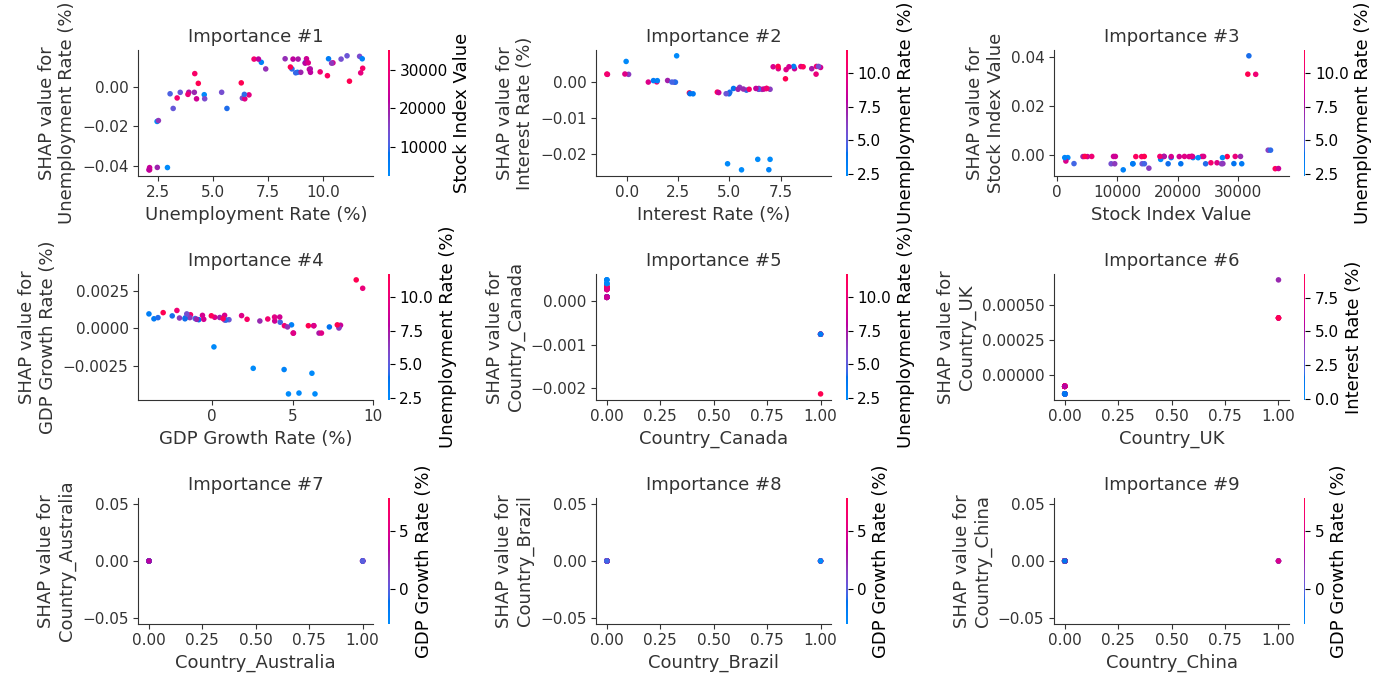 Importance #1
SHAP value for
Unemployment Rate (%)
0.00
−0.02
−0.04
2.5
5.0
7.5
10.0
Unemployment Rate (%)
30000
20000
10000
Stock Index Value
Importance #2
SHAP value for
Interest Rate (%)
0.00
−0.01
−0.02
0.0
2.5
5.0
7.5
Interest Rate (%)
10.0
7.5
5.0
2.5
Unemployment Rate (%)
Importance #3
SHAP value for
Stock Index Value
0.04
0.02
0.00
0
10000
20000
30000
Stock Index Value
10.0
7.5
5.0
2.5
Unemployment Rate (%)
Importance #4
SHAP value for
GDP Growth Rate (%)
0.0025
0.0000
−0.0025
0
5
10
GDP Growth Rate (%)
10.0
7.5
5.0
2.5
Unemployment Rate (%)
Importance #5
SHAP value for
Country_Canada
0.000
−0.001
−0.002
0.00
0.25
0.50
0.75
1.00
Country_Canada
10.0
7.5
5.0
2.5
Unemployment Rate (%)
Importance #6
SHAP value for
Country_UK
0.00050
0.00025
0.00000
0.00
0.25
0.50
0.75
1.00
Country_UK
7.5
5.0
2.5
0.0
Interest Rate (%)
Importance #7
SHAP value for
Country_Australia
0.05
0.00
−0.05
0.00
0.25
0.50
0.75
1.00
Country_Australia
5
0
GDP Growth Rate (%)
Importance #8
SHAP value for
Country_Brazil
0.05
0.00
−0.05
0.00
0.25
0.50
0.75
1.00
Country_Brazil
5
0
GDP Growth Rate (%)
Importance #9
SHAP value for
Country_China
0.05
0.00
−0.05
0.00
0.25
0.50
0.75
1.00
Country_China
5
0
GDP Growth Rate (%)